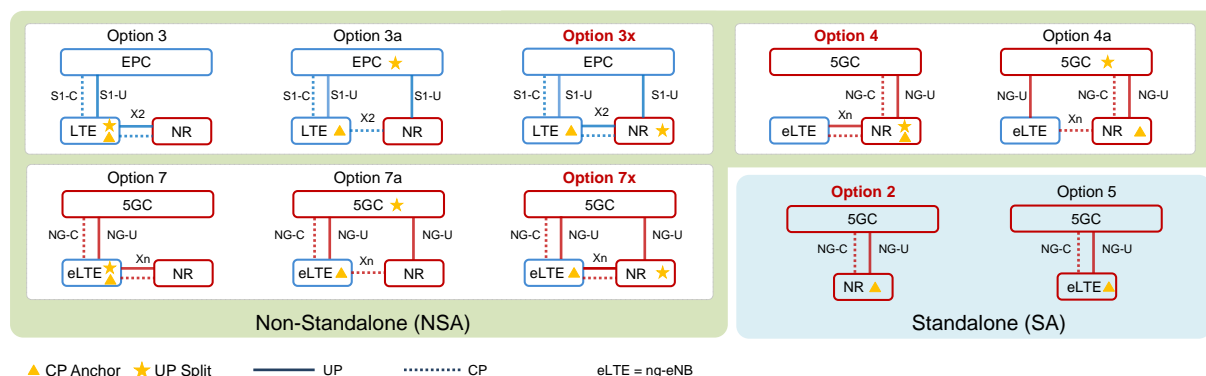 Option 3
EPC
S1-C
S1-U
X2
LTE
NR
Option 3a
EPC
S1-C
S1-U
S1-U
X2
LTE
NR
Option 3x
EPC
S1-C
S1-U
S1-U
X2
LTE
NR
Option 4
5GC
NG-C
NG-U
Xn
eLTE
NR
Option 4a
5GC
NG-U
NG-C
NG-U
Xn
eLTE
NR
Option 7
5GC
NG-C
NG-U
Xn
eLTE
NR
Option 7a
5GC
NG-C
NG-U
NG-U
Xn
eLTE
NR
Option 7x
5GC
NG-C
NG-U
NG-U
Xn
eLTE
NR
Option 2
5GC
NG-C
NG-U
NR
Option 5
5GC
NG-C
NG-U
eLTE
Non-Standalone (NSA)
Standalone (SA)
CP Anchor
UP Split
UP
CP
eLTE = ng-eNB